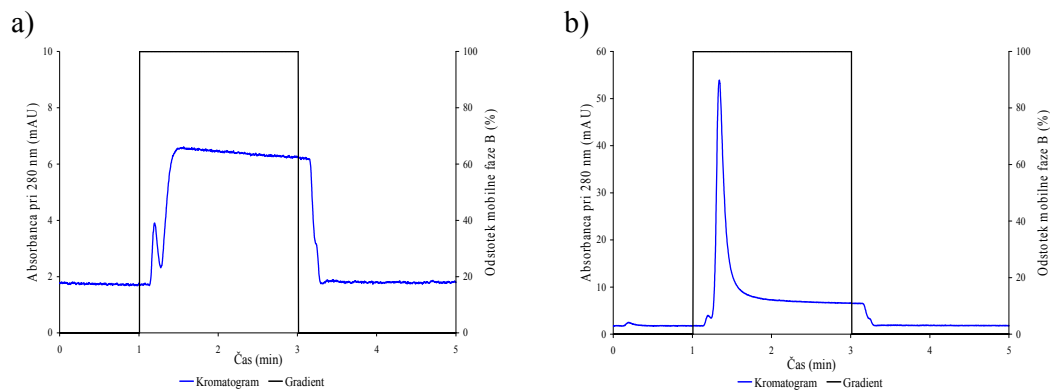 a)
10
8
6
4
2
0
Absorbanca pri 280 nm (mAU)
100
80
60
40
20
0
Odstotek mobilne faze B (%)
0 1 2 3 4 5
Čas (min)
Kromatogram Gradient
b)
60
50
40
30
20
10
0
Absorbanca pri 280 nm (mAU)
100
80
60
40
20
0
Odstotek mobilne faze B (%)
0 1 2 3 4 5
Čas (min)
Kromatogram Gradient